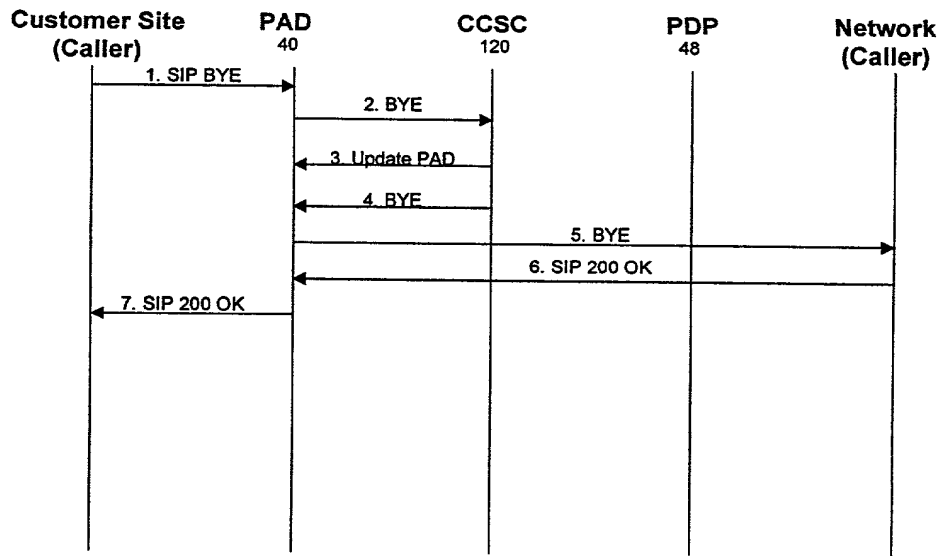 Customer Site
(Caller)
PAD
40
CCSC
120
PDP
48
Network
(Caller)
1. SIP BYE
2. BYE
3. Update PAD
4. BYE
5. BYE
6. SIP 200 OK
7. SIP 200 OK